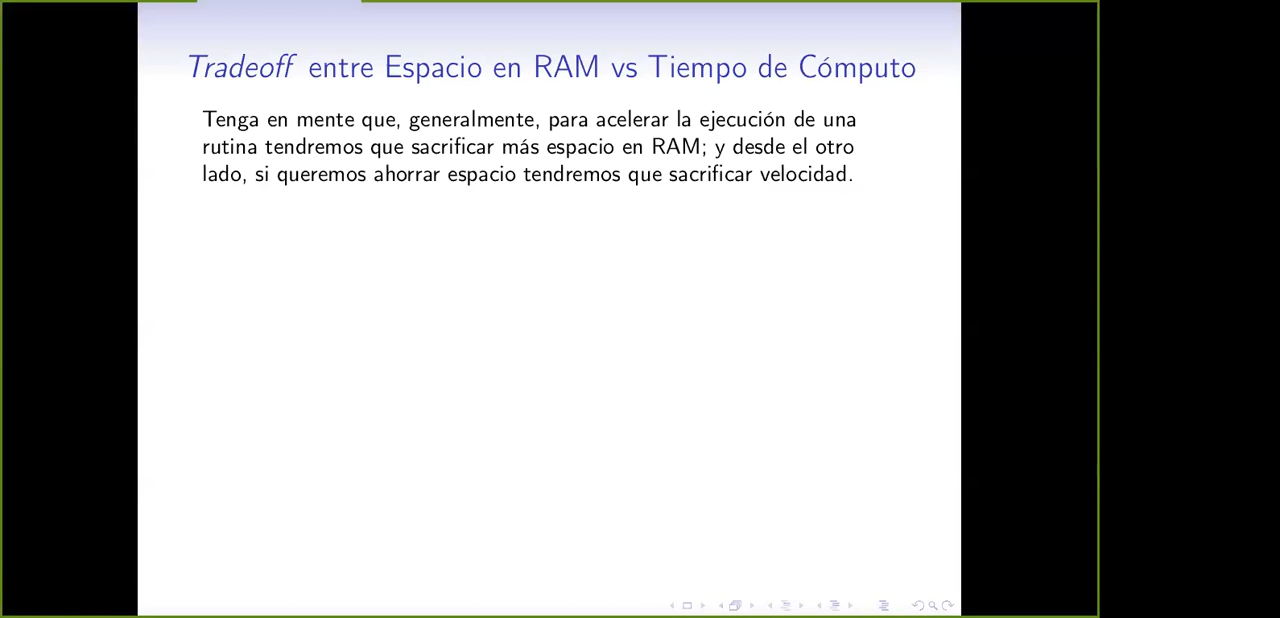 Tradeoff entre Espacio en RAM vs Tiempo de Cómputo
Tenga en mente que, generalmente, para acelerar la ejecución de una
rutina tendremos que sacrificar más espacio en RAM; y desde el otro
lado, si queremos ahorrar espacio tendremos que sacrificar velocidad.